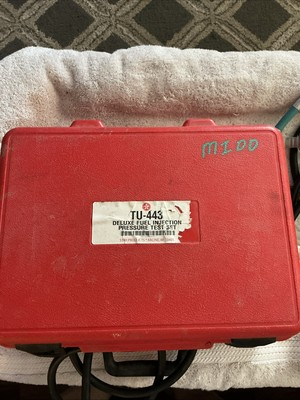 M100
TU-443
DELUXE FUEL INJECTION
PRESSURE TEST SET